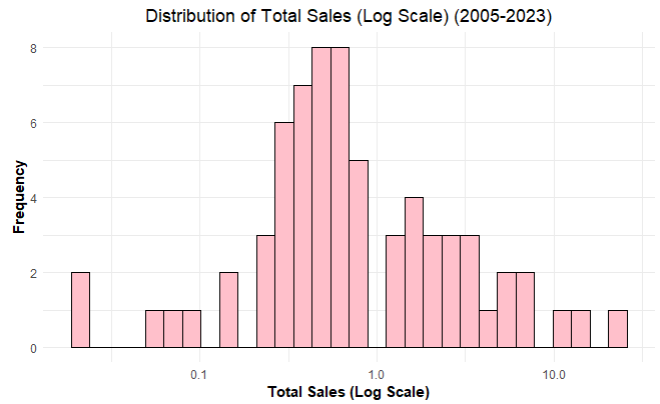 Distribution of Total Sales (Log Scale) (2005-2023)
8
6
4
2
0
Frequency
0.1 1.0 10.0
Total Sales (Log Scale)